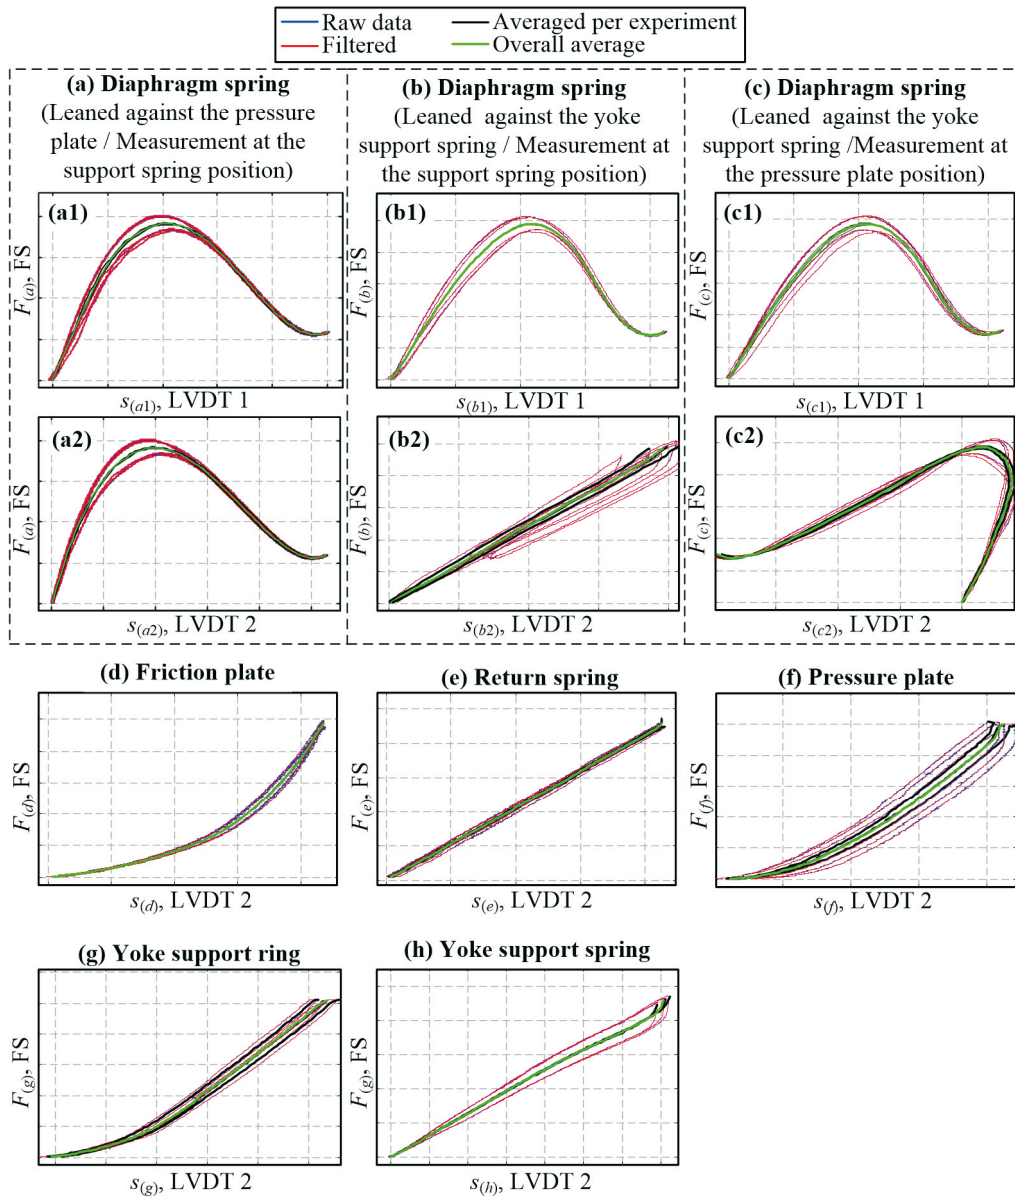 Raw data
Averaged per experiment
Filtered
Overall average
(a) Diaphragm spring
(Leaned against the pressure
plate / Measurement at the
support spring position)
(b) Diaphragm spring
(Leaned against the yoke
support spring / Measurement at
the support spring position)
(c) Diaphragm spring
(Leaned against the yoke
support spring /Measurement at
the pressure plate position)
(a1)
F(a), FS
s(a1), LVDT 1
(b1)
F(b), FS
s(b1), LVDT 1
(c1)
F(c), FS
s(c1), LVDT 1
(a2)
F(a), FS
s(a2), LVDT 2
(b2)
F(b), FS
s(b2), LVDT 2
(c2)
F(c), FS
s(c2), LVDT 2
(d) Friction plate
F(d), FS
s(d), LVDT 2
(e) Return spring
F(e), FS
s(e), LVDT 2
(f) Pressure plate
F(f), FS
s(f), LVDT 2
(g) Yoke support ring
F(g), FS
s(g), LVDT 2
(h) Yoke support spring
F(g), FS
s(h), LVDT 2